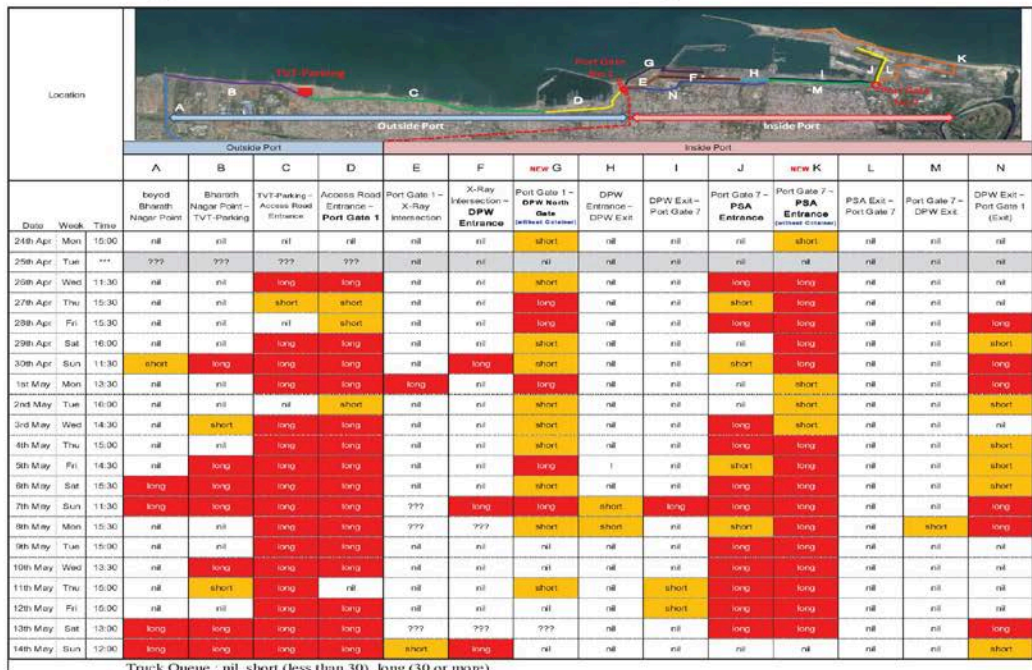 Location
TVT-Parking
Port Gate
No.1
A
B
C
D
E
F
G
H
I
J
K
L
M
N
Outside Port
Inside Port
Outside Port Inside Port
A B C D E F NEW G H I J NEW K L M N
Date Week Time
beyod Bharath Nagar Point
Bharath Nagar Point – TVT-Parking
TVT-Parking – Access Road Entrance
Access Road Entrance – Port Gate 1
Port Gate 1 – X-Ray Intersection
X-Ray Intersection – DPW Entrance
Port Gate 1 – DPW North Gate (without Container)
DPW Entrance – DPW Exit
DPW Exit – Port Gate 7
Port Gate 7 – PSA Entrance
Port Gate 7 – PSA Entrance (without Container)
PSA Exit – Port Gate 7
Port Gate 7 – DPW Exit
DPW Exit – Port Gate 1 (Exit)
24th Apr Mon 15:00 nil nil nil nil nil nil short nil nil nil short nil nil nil
25th Apr Tue *** ??? ??? ??? ??? nil nil nil nil nil nil nil nil nil nil
26th Apr Wed 11:30 nil nil long long nil nil short nil nil long long nil nil nil
27th Apr Thu 15:30 nil nil short short nil nil long nil nil short long nil nil nil
28th Apr Fri 15:30 nil nil nil short nil nil long nil nil long long nil nil long
29th Apr Sat 16:00 nil nil long long nil nil short nil nil nil long nil nil short
30th Apr Sun 11:30 short long long long nil long short nil nil short long nil nil long
1st May Mon 13:30 nil nil long long long nil long nil nil nil short nil nil long
2nd May Tue 16:00 nil nil nil short nil nil short nil nil nil short nil nil short
3rd May Wed 14:30 nil short long long nil nil short nil nil long short nil nil nil
4th May Thu 15:00 nil nil long long nil nil short nil nil long long nil nil short
5th May Fri 14:30 nil long long long nil nil long l nil short long nil nil short
6th May Sat 15:30 long long long long nil nil short nil nil long long nil nil short
7th May Sun 11:30 long long long long ??? long long short long long long nil nil long
8th May Mon 15:30 nil nil long long ??? ??? short short nil short long nil short long
9th May Tue 15:00 nil nil long long nil nil nil nil nil long long nil nil nil
10th May Wed 13:30 nil long long long nil nil nil nil nil long long nil nil nil
11th May Thu 15:00 nil short long nil nil nil short nil short long long nil nil nil
12th May Fri 15:00 nil nil long long nil nil nil nil short long long nil nil nil
13th May Sat 13:00 long long long long ??? ??? ??? nil nil long long nil nil long
14th May Sun 12:00 long long long long short long nil nil nil long long nil nil short
Truck Queue : nil, short (less than 30), long (30 or more)